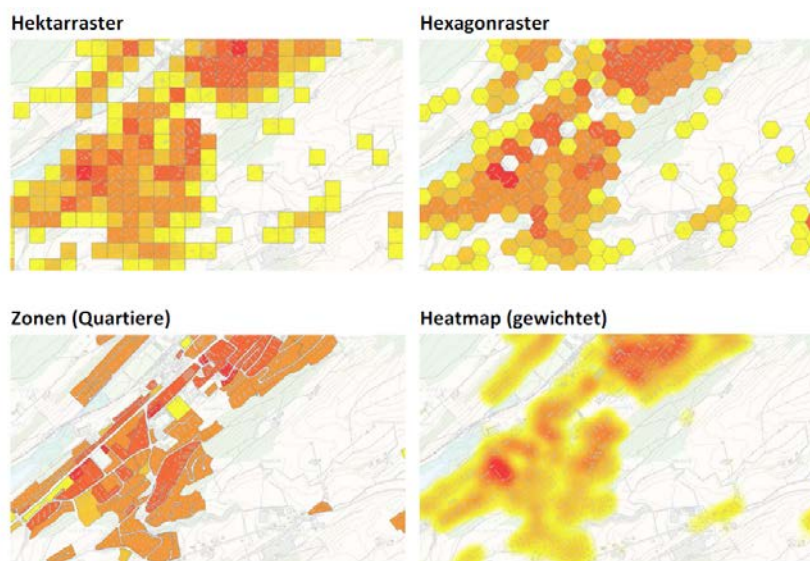 Hektarraster
Hexagonraster
Zonen (Quartiere)
Heatmap (gewichtet)